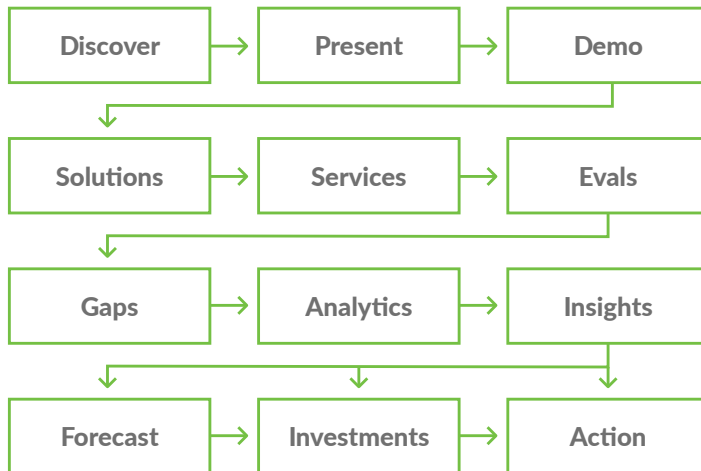 Discover
Present
Demo
Solutions
Services
Evals
Gaps
Analytics
Insights
Forecast
Investments
Action